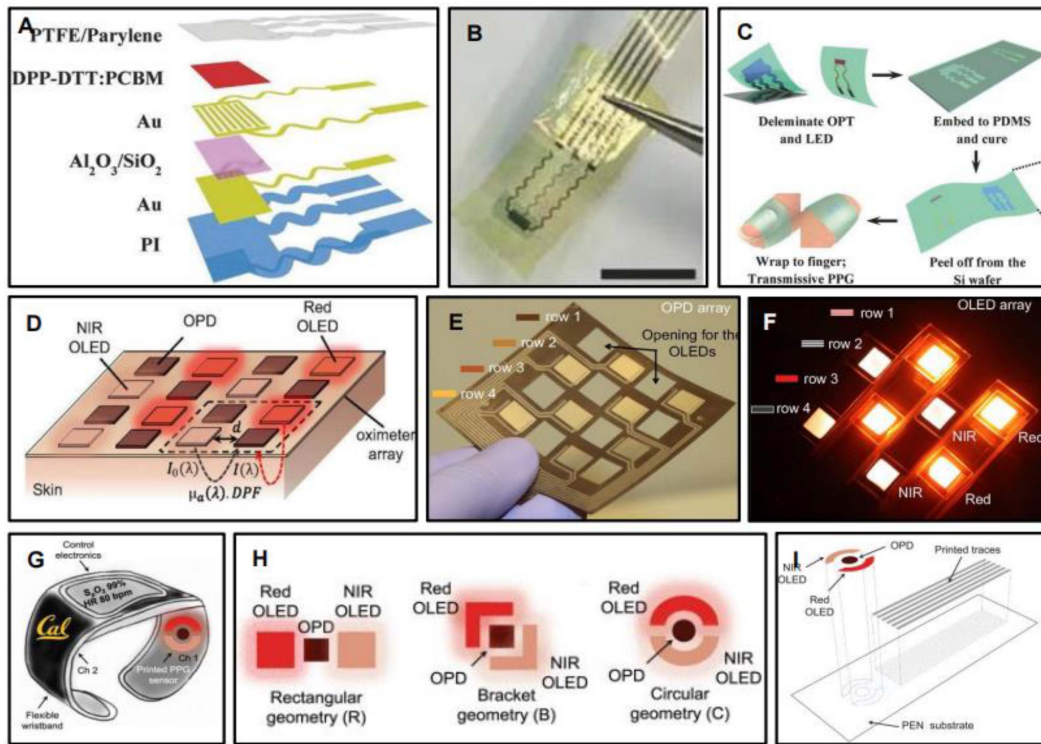 A
PTFE/Parylene
DPP-DTT:PCBM
Au
Al2O3/SiO2
Au
PI
B
C
Deleminate OPT
and LED
Embed to PDMS
and cure
Wrap to finger;
Transmissive PPG
Peel off from the
Si wafer
D
NIR
OLED
OPD
Red
OLED
d
I0(λ)
I(λ)
μa(λ).DPF
Skin
oximeter
array
E
OPD array
row 1
row 2
row 3
row 4
Opening for the
OLEDs
F
OLED array
row 1
row 2
row 3
row 4
NIR
Red
NIR
Red
G
Control
electronics
SPO2 99%
HR 80 bpm
Cal
Ch 1
Printed PPG
sensor
Ch 2
Flexible
wristband
H
Red
OLED
OPD
NIR
OLED
Rectangular
geometry (R)
Red
OLED
OPD
NIR
OLED
Bracket
geometry (B)
Red
OLED
OPD
NIR
OLED
Circular
geometry (C)
I
OPD
NIR
OLED
Red
OLED
Printed traces
PEN substrate